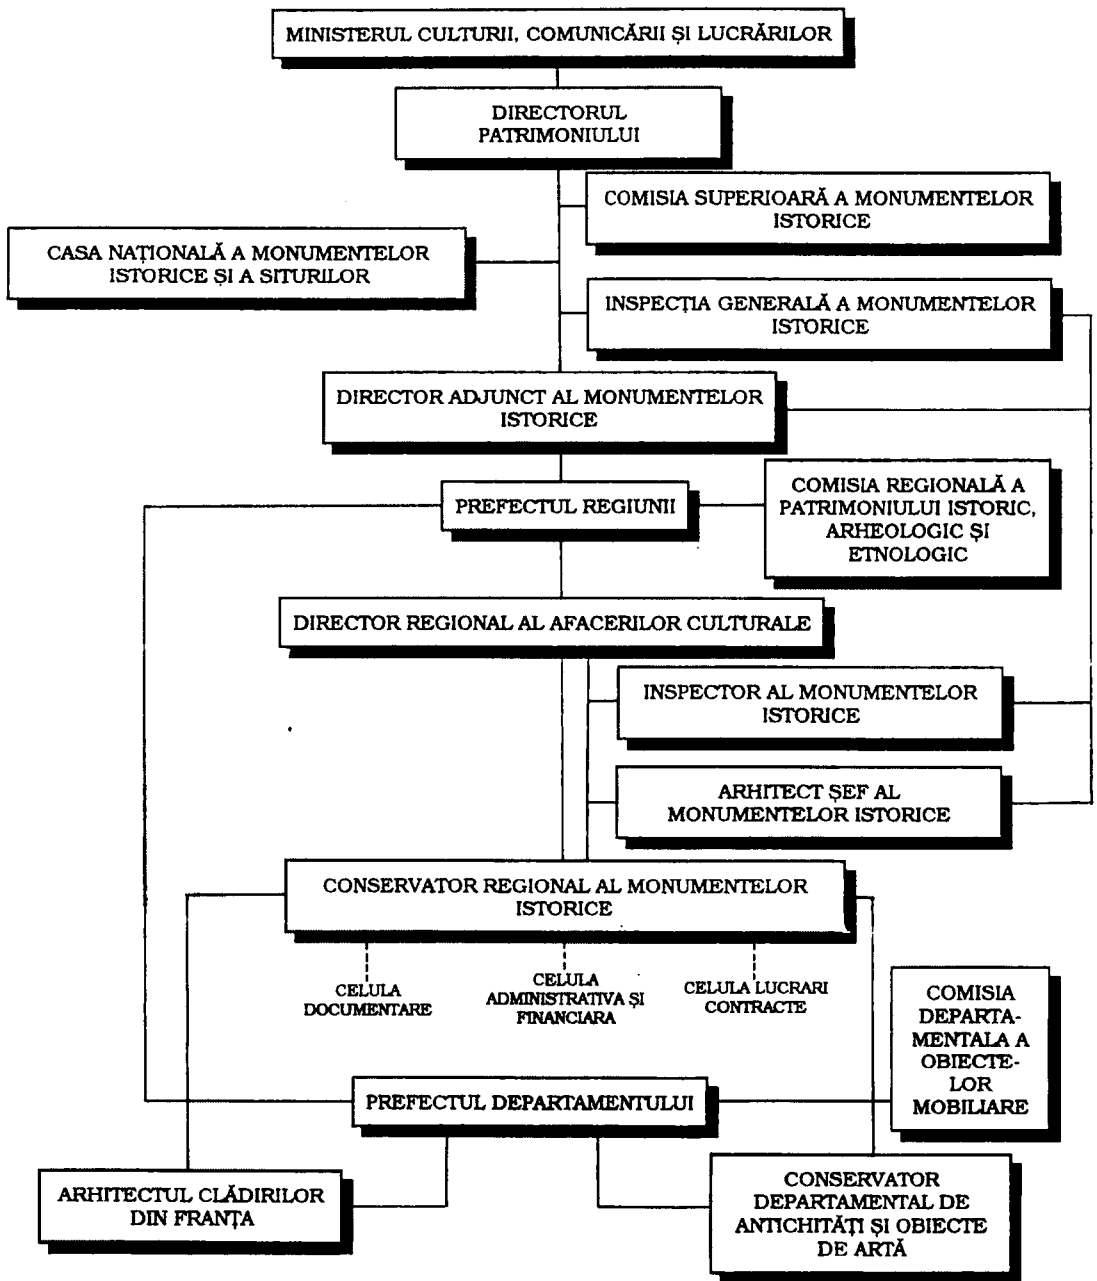 MINISTERUL CULTURII, COMUNICĂRII ȘI LUCRĂRILOR
DIRECTORUL
PATRIMONIULUI
COMISIA SUPERIOARĂ A MONUMENTELOR
ISTORICE
CASA NAȚIONALĂ A MONUMENTELOR
ISTORICE ȘI A SITURILOR
INSPECȚIA GENERALĂ A MONUMENTELOR
ISTORICE
DIRECTOR ADJUNCT AL MONUMENTELOR
ISTORICE
PREFECTUL REGIUNII
COMISIA REGIONALĂ A
PATRIMONIULUI ISTORIC,
ARHEOLOGIC ȘI
ETNOLOGIC
DIRECTOR REGIONAL AL AFACERILOR CULTURALE
INSPECTOR AL MONUMENTELOR
ISTORICE
ARHITECT ȘEF AL
MONUMENTELOR ISTORICE
CONSERVATOR REGIONAL AL MONUMENTELOR
ISTORICE
CELULA
DOCUMENTARE
CELULA
ADMINISTRATIVA ȘI
FINANCIARA
CELULA LUCRARI
CONTRACTE
COMISIA
DEPARTA-
MENTALA A
OBIECTE-
LOR
MOBILIARE
PREFECTUL DEPARTAMENTULUI
ARHITECTUL CLĂDIRILOR
DIN FRANȚA
CONSERVATOR
DEPARTAMENTAL DE
ANTICHITĂȚI ȘI OBIECTE
DE ARTĂ